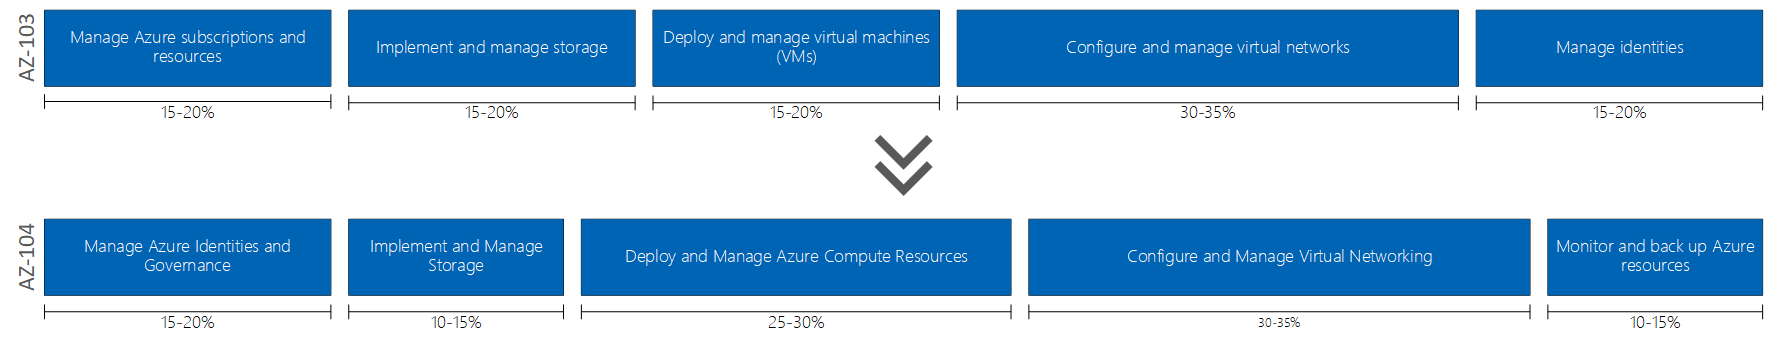 AZ-103
Manage Azure subscriptions and
resources
Implement and manage storage
Deploy and manage virtual machines
(VMs)
Configure and manage virtual networks
Manage identities
15-20%
15-20%
15-20%
30-35%
15-20%
AZ-104
Manage Azure Identities and
Governance
Implement and Manage
Storage
Deploy and Manage Azure Compute Resources
Configure and Manage Virtual Networking
Monitor and back up Azure
resources
15-20%
10-15%
25-30%
30-35%
10-15%